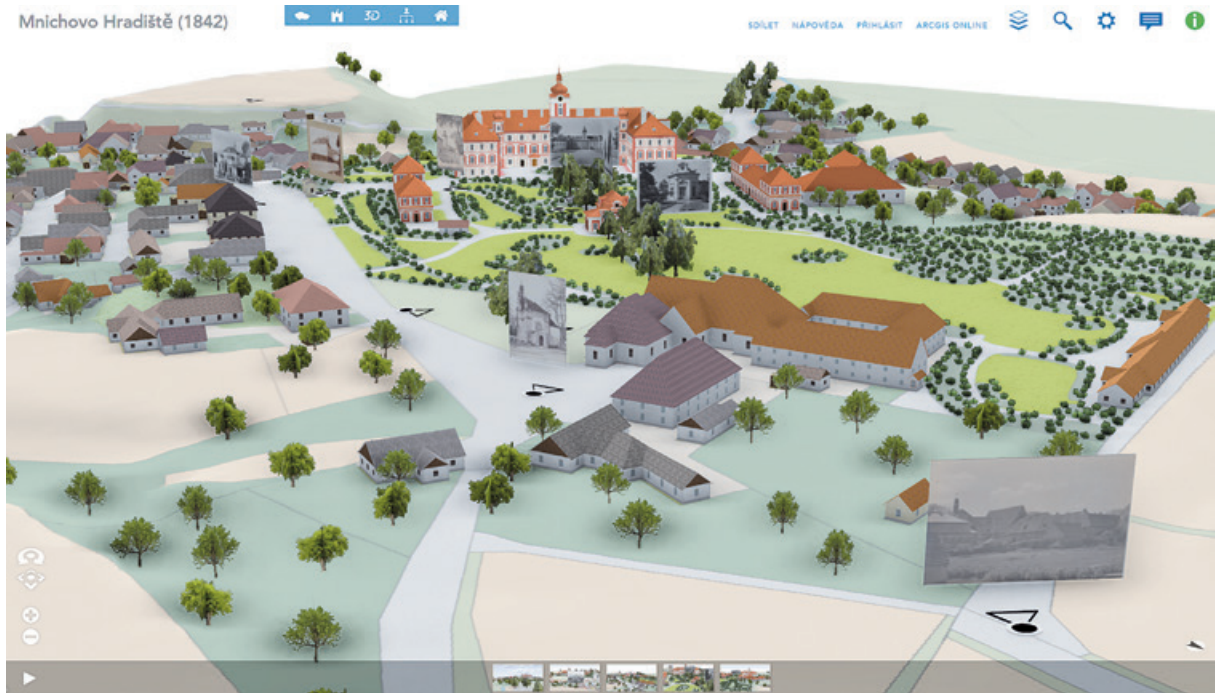 Mnichovo Hradiště (1842)
3D
SDÍLET NÁPOVĚDA PŘIHLÁSIT ARCGIS ONLINE